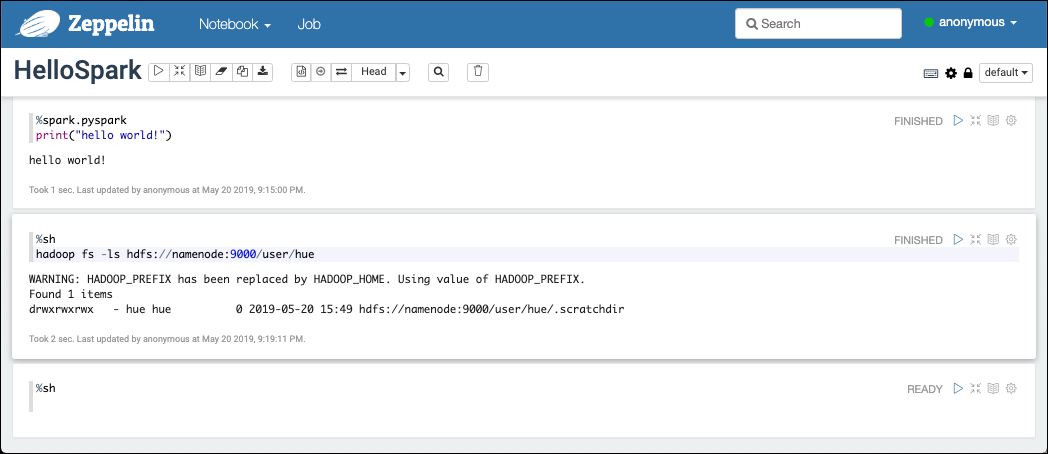 Zeppelin Notebook Job Search anonymous
HelloSpark Head default
%spark.pyspark FINISHED
print("hello world!")
hello world!
Took 1 sec. Last updated by anonymous at May 20 2019, 9:15:00 PM.
%sh FINISHED
hadoop fs -ls hdfs://namenode:9000/user/hue
WARNING: HADOOP_PREFIX has been replaced by HADOOP_HOME. Using value of HADOOP_PREFIX.
Found 1 items
drwxrwxrwx   - hue hue          0 2019-05-20 15:49 hdfs://namenode:9000/user/hue/.scratchdir
Took 2 sec. Last updated by anonymous at May 20 2019, 9:19:11 PM.
%sh READY